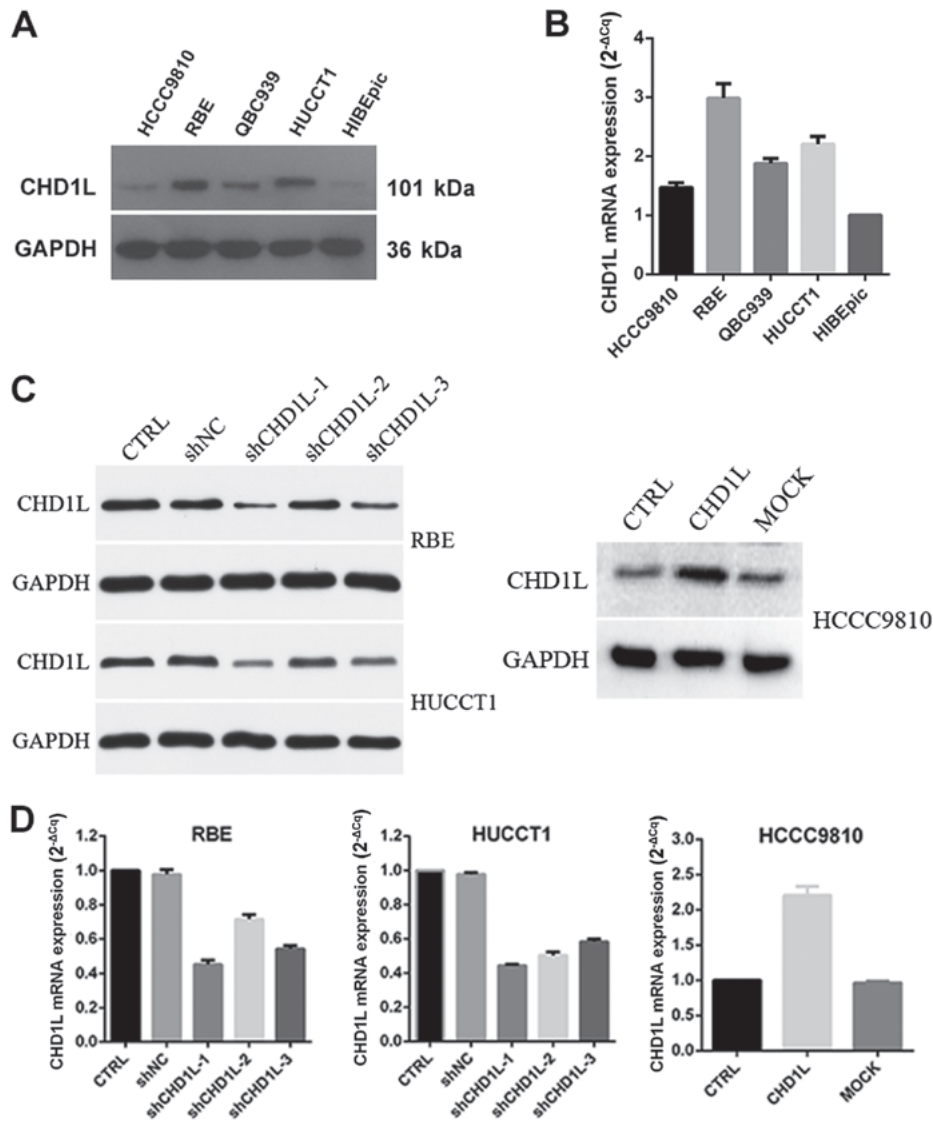 A
HCCC9810
RBE
QBC939
HUCCT1
HIBEpic
CHD1L
101 kDa
GAPDH
36 kDa
B
CHD1L mRNA expression (2-ΔCq)
4
3
2
1
0
HCCC9810
RBE
QBC939
HUCCT1
HIBEpic
C
CTRL
shNC
shCHD1L-1
shCHD1L-2
shCHD1L-3
CHD1L
RBE
GAPDH
CHD1L
HUCCT1
GAPDH
CTRL
CHD1L
MOCK
CHD1L
HCCC9810
GAPDH
D
RBE
CHD1L mRNA expression (2-ΔCq)
1.2
1.0
0.8
0.6
0.4
0.2
0.0
CTRL
shNC
shCHD1L-1
shCHD1L-2
shCHD1L-3
HUCCT1
CHD1L mRNA expression (2-ΔCq)
1.2
1.0
0.8
0.6
0.4
0.2
0.0
CTRL
shNC
shCHD1L-1
shCHD1L-2
shCHD1L-3
HCCC9810
CHD1L mRNA expression (2-ΔCq)
3.0
2.5
2.0
1.5
1.0
0.5
0.0
CTRL
CHD1L
MOCK